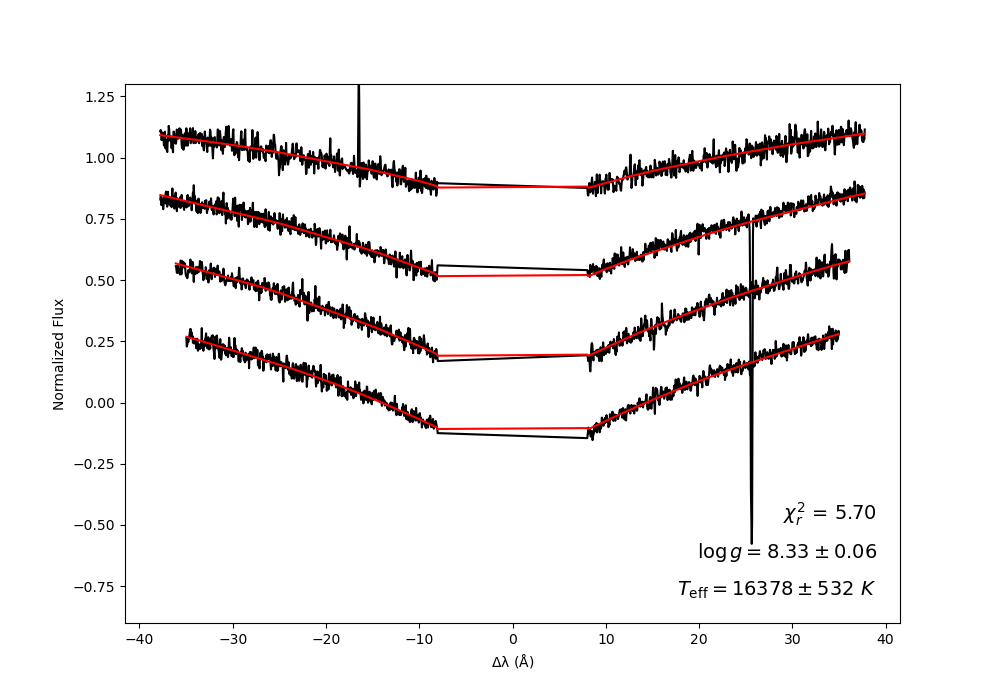 1.25
1.00
0.75
0.50
0.25
0.00
−0.25
−0.50
−0.75
Normalized Flux
χ²ᵣ = 5.70
log g = 8.33 ± 0.06
T_eff = 16378 ± 532 K
−40 −30 −20 −10 0 10 20 30 40
Δλ (Å)